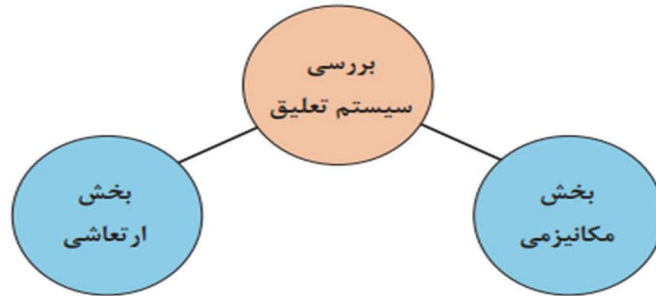 بررسی
سیستم تعلیق
بخش
مکانیزمی
بخش
ارتعاشی